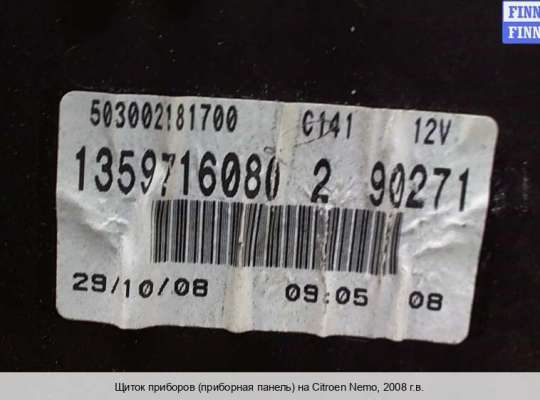 FINN
FINN
503002181700 C141 12V
1359716080 2 90271
29/10/08 09:05 08
Щиток приборов (приборная панель) на Citroen Nemo, 2008 г.в.